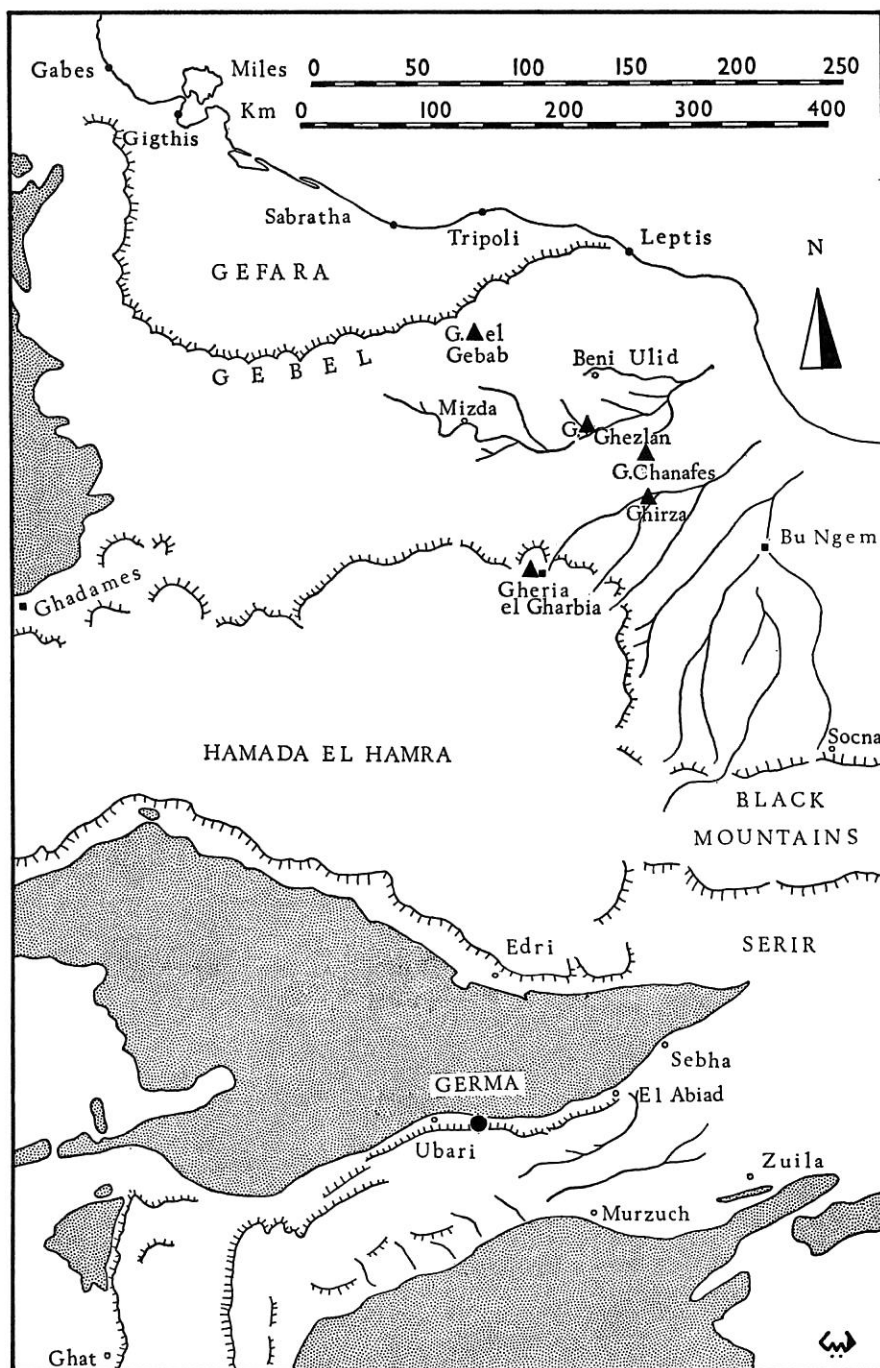 Gabes
Miles
0 50 100 150 200 250
Km
0 100 200 300 400
Gigthis
Sabratha
Tripoli
Leptis
N
GEFARA
G. el
Gebab
GEBEL
Beni Ulid
Mizda
G. Ghezlan
G.Chanafes
Ghirza
Bu Ngem
Ghadames
Gheria
el Gharbia
Socna
HAMADA EL HAMRA
BLACK
MOUNTAINS
Edri
SERIR
Sebha
GERMA
El Abiad
Ubari
Zuila
Murzuch
Ghat